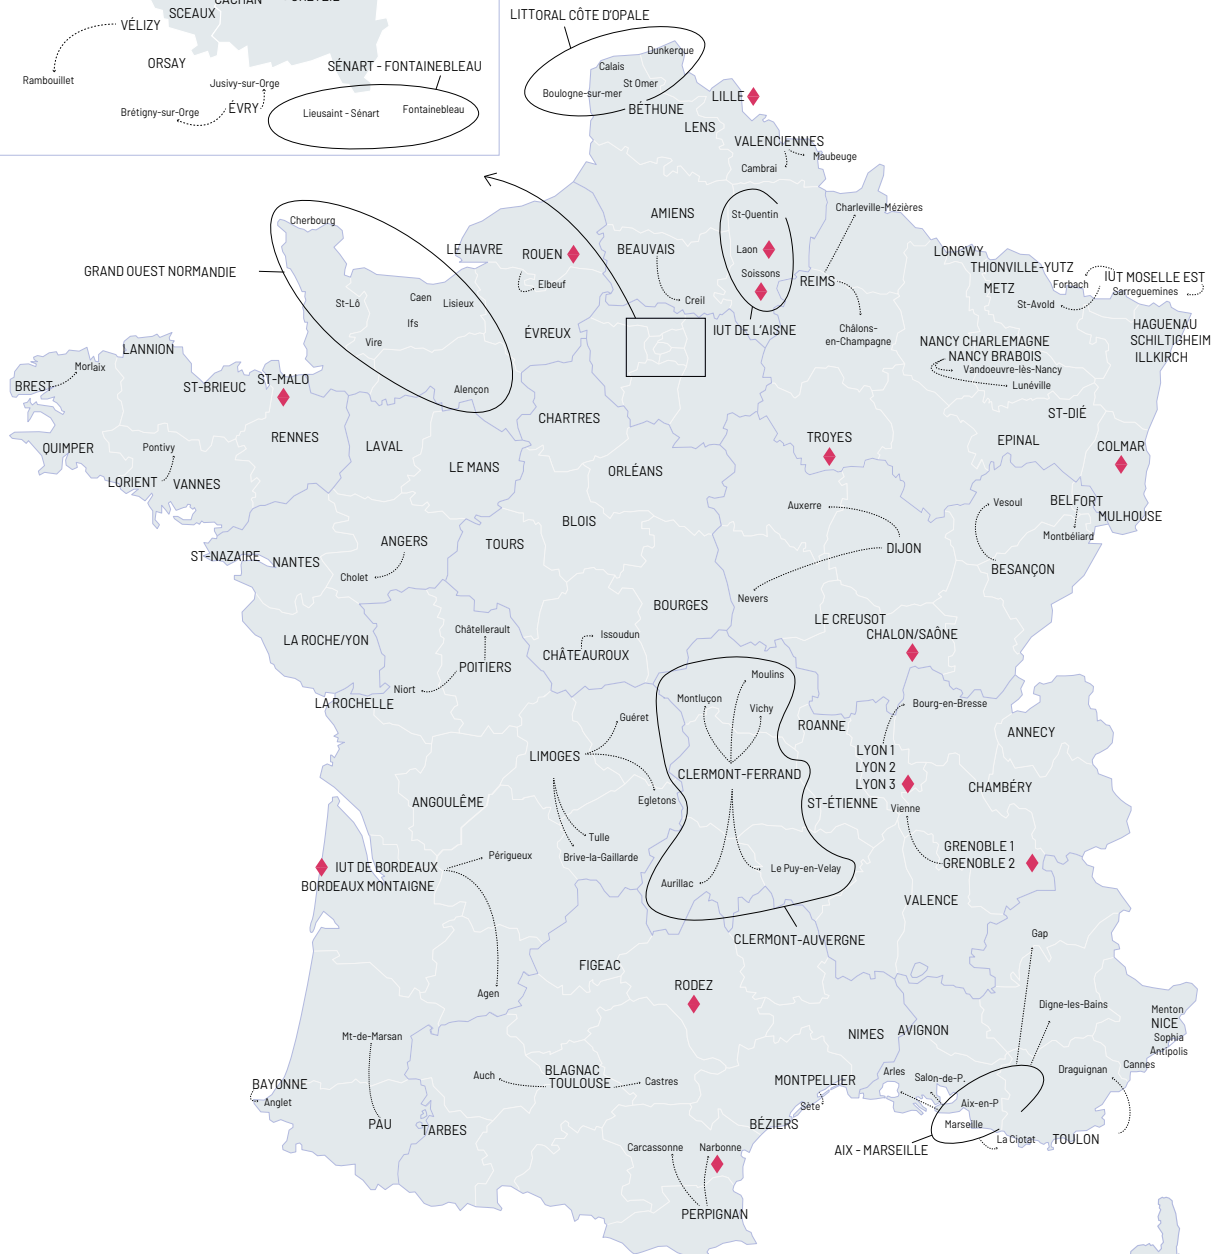 CACHAN
CRÉTEIL
SCEAUX
VÉLIZY
ORSAY
Rambouillet
Jusivy-sur-Orge
Brétigny-sur-Orge
ÉVRY
SÉNART - FONTAINEBLEAU
Lieusaint - Sénart
Fontainebleau
LITTORAL CÔTE D'OPALE
Dunkerque
Calais
St Omer
Boulogne-sur-mer
BÉTHUNE
LILLE
LENS
VALENCIENNES
Maubeuge
Cambrai
Cherbourg
AMIENS
St-Quentin
Charleville-Mézières
LE HAVRE
ROUEN
BEAUVAIS
Laon
LONGWY
GRAND OUEST NORMANDIE
Elbeuf
Soissons
REIMS
THIONVILLE-YUTZ
IUT MOSELLE EST
METZ
Forbach
Sarreguemines
St-Lô
Caen
Lisieux
Creil
St-Avold
Ifs
ÉVREUX
IUT DE L'AISNE
Châlons-
en-Champagne
HAGUENAU
SCHILTIGHEIM
ILLKIRCH
Vire
NANCY CHARLEMAGNE
NANCY BRABOIS
Vandoeuvre-lès-Nancy
Lunéville
LANNION
Morlaix
BREST
ST-BRIEUC
ST-MALO
Alençon
CHARTRES
ST-DIÉ
QUIMPER
Pontivy
RENNES
LAVAL
TROYES
EPINAL
COLMAR
LE MANS
ORLÉANS
LORIENT
VANNES
Auxerre
Vesoul
BELFORT
MULHOUSE
BLOIS
Montbéliard
ST-NAZAIRE
NANTES
ANGERS
TOURS
DIJON
BESANÇON
Cholet
Nevers
BOURGES
LE CREUSOT
CHALON/SAÔNE
LA ROCHE/YON
Châtellerault
Issoudun
CHÂTEAUROUX
POITIERS
Niort
LA ROCHELLE
Moulins
Montluçon
Vichy
Bourg-en-Bresse
Guéret
ROANNE
ANNECY
LIMOGES
LYON 1
LYON 2
LYON 3
CLERMONT-FERRAND
CHAMBÉRY
ANGOULÊME
Egletons
ST-ÉTIENNE
Vienne
Tulle
GRENOBLE 1
GRENOBLE 2
Périgueux
Brive-la-Gaillarde
IUT DE BORDEAUX
BORDEAUX MONTAIGNE
Le Puy-en-Velay
Aurillac
VALENCE
CLERMONT-AUVERGNE
Gap
FIGEAC
RODEZ
Agen
Digne-les-Bains
Menton
NICE
Sophia
Antipolis
Mt-de-Marsan
NIMES
AVIGNON
Cannes
Draguignan
BLAGNAC
TOULOUSE
Auch
Castres
MONTPELLIER
Arles
Salon-de-P.
BAYONNE
Anglet
Sète
Aix-en-P
PAU
TARBES
BÉZIERS
Marseille
La Ciotat
TOULON
Carcassonne
Narbonne
AIX - MARSEILLE
PERPIGNAN